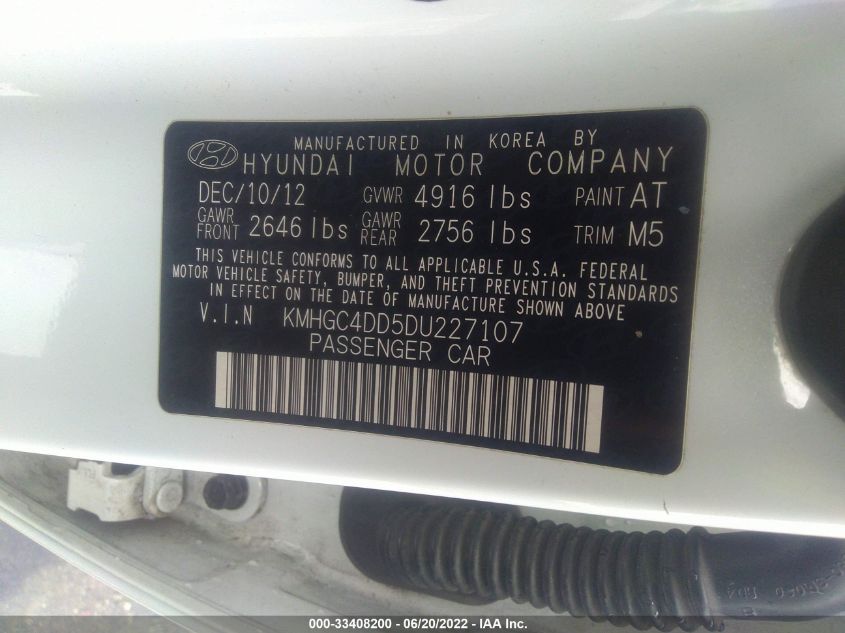 MANUFACTURED IN KOREA BY
HYUNDAI MOTOR COMPANY
DEC/10/12 GVWR 4916 lbs PAINT AT
GAWR FRONT 2646 lbs GAWR REAR 2756 lbs TRIM M5
THIS VEHICLE CONFORMS TO ALL APPLICABLE U.S.A. FEDERAL
MOTOR VEHICLE SAFETY, BUMPER, AND THEFT PREVENTION STANDARDS
IN EFFECT ON THE DATE OF MANUFACTURE SHOWN ABOVE
V.I.N KMHGC4DD5DU227107
PASSENGER CAR
000-33408200 - 06/20/2022 - IAA Inc.